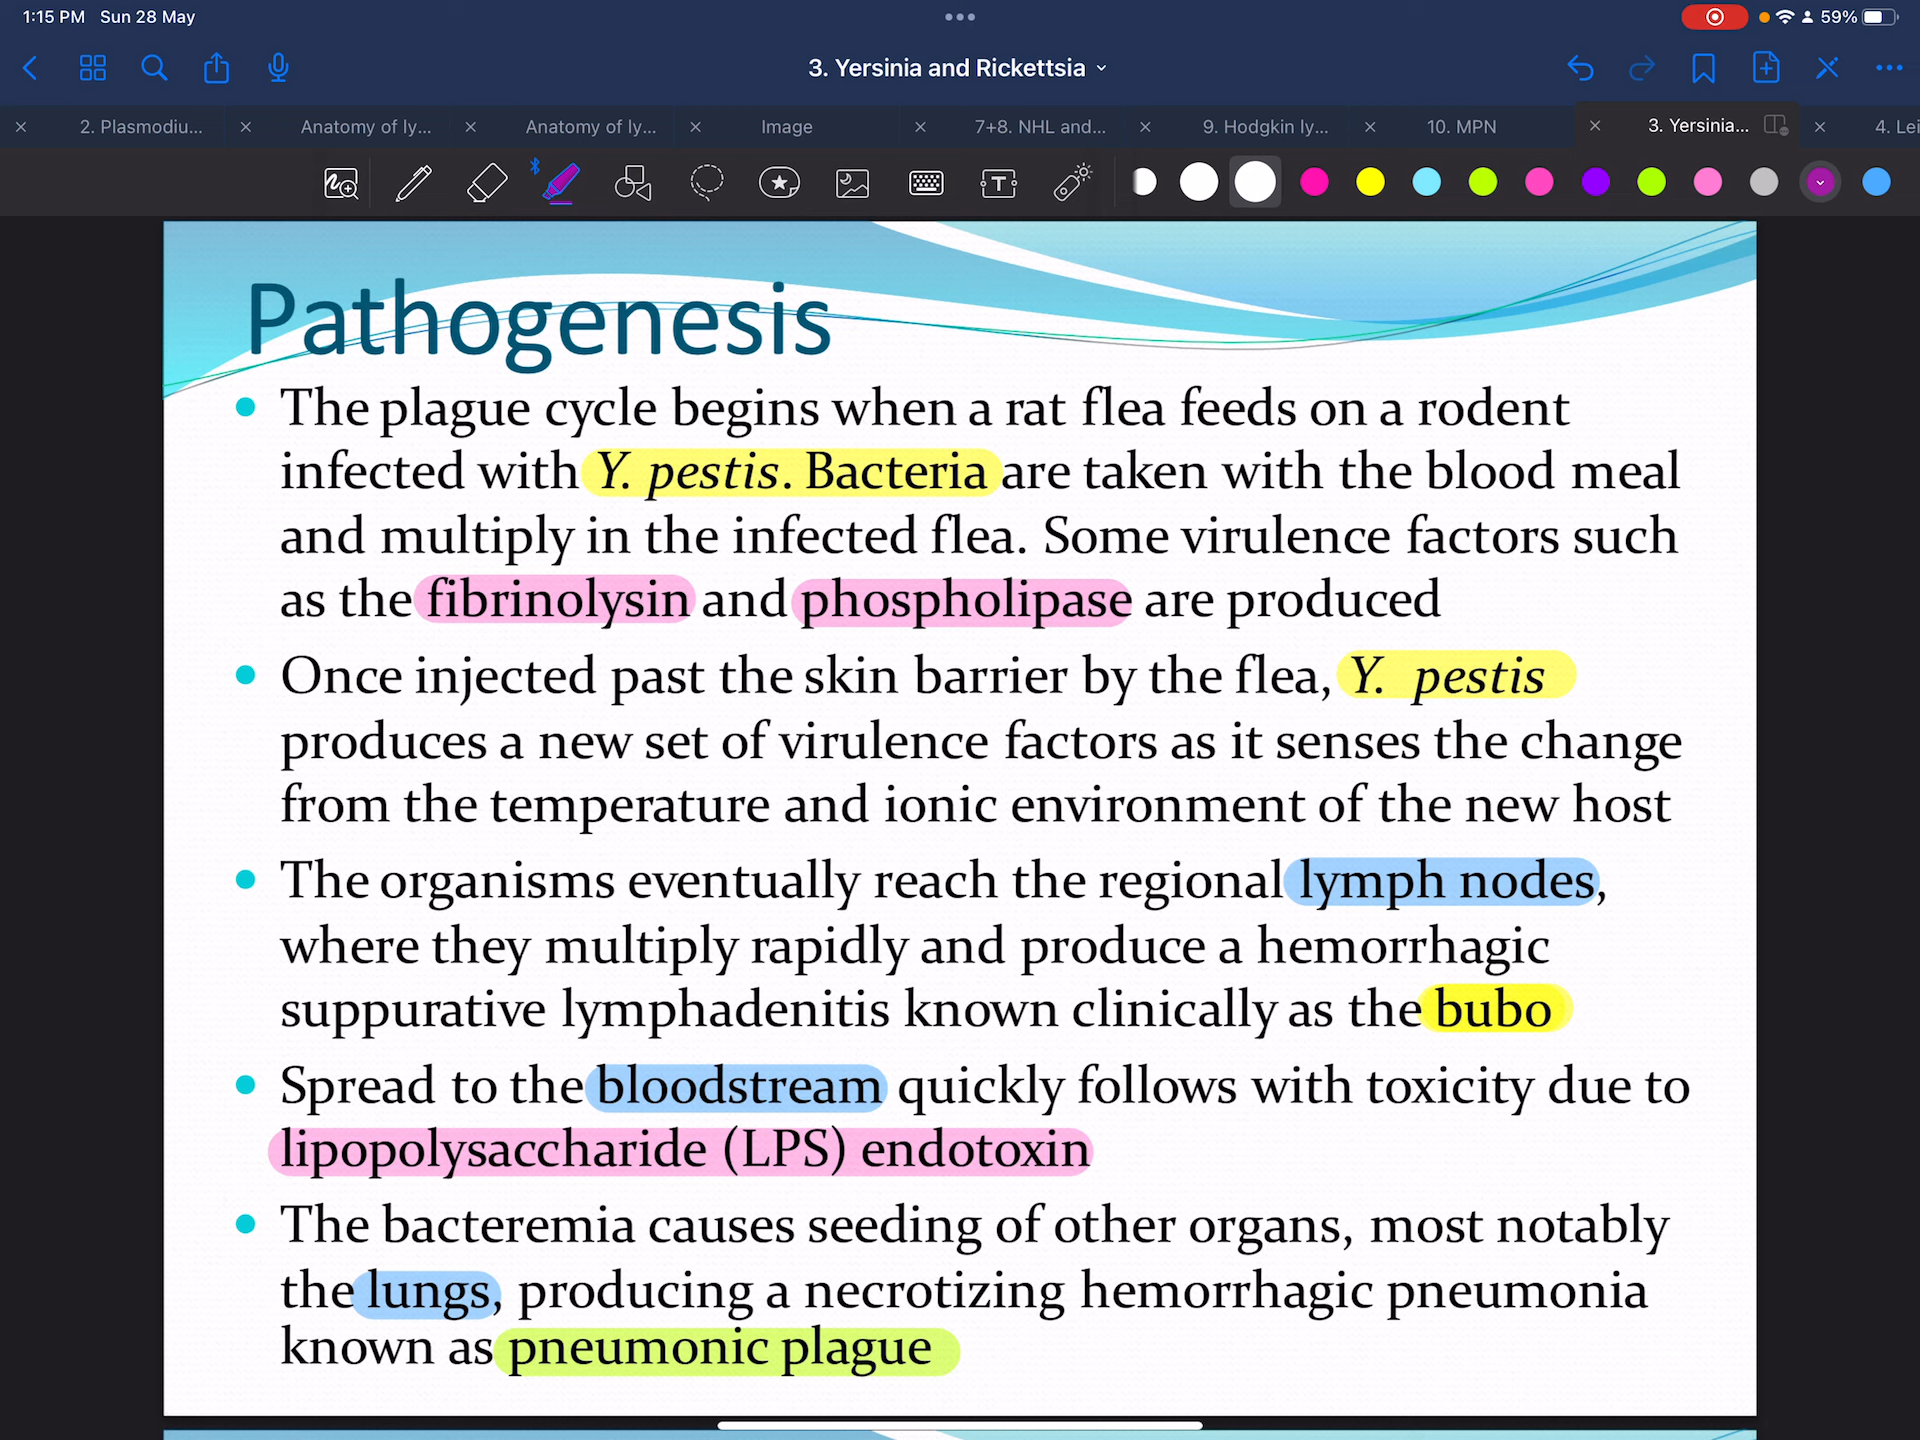 1:15 PM Sun 28 May
59%
3. Yersinia and Rickettsia
2. Plasmodiu... Anatomy of ly... Anatomy of ly... Image 7+8. NHL and... 9. Hodgkin ly... 10. MPN 3. Yersinia... 4. Lei
Pathogenesis
• The plague cycle begins when a rat flea feeds on a rodent
infected with Y. pestis. Bacteria are taken with the blood meal
and multiply in the infected flea. Some virulence factors such
as the fibrinolysin and phospholipase are produced
• Once injected past the skin barrier by the flea, Y. pestis
produces a new set of virulence factors as it senses the change
from the temperature and ionic environment of the new host
• The organisms eventually reach the regional lymph nodes,
where they multiply rapidly and produce a hemorrhagic
suppurative lymphadenitis known clinically as the bubo
• Spread to the bloodstream quickly follows with toxicity due to
lipopolysaccharide (LPS) endotoxin
• The bacteremia causes seeding of other organs, most notably
the lungs, producing a necrotizing hemorrhagic pneumonia
known as pneumonic plague